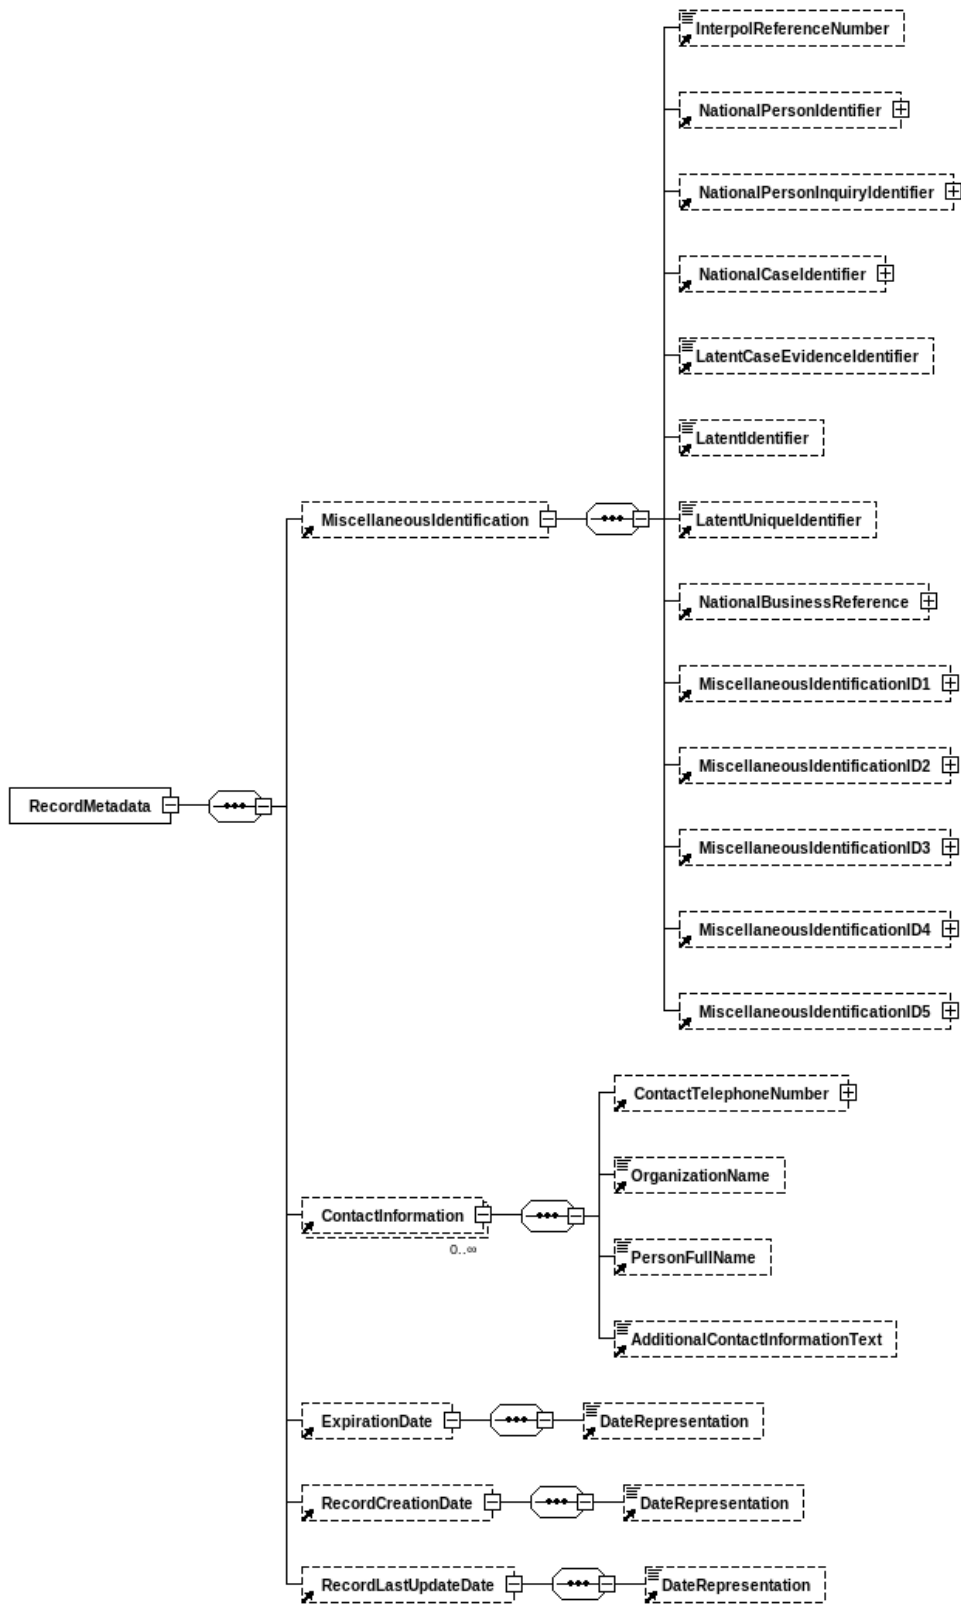 InterpolReferenceNumber
NationalPersonIdentifier
NationalPersonInquiryIdentifier
NationalCaseIdentifier
LatentCaseEvidenceIdentifier
LatentIdentifier
MiscellaneousIdentification
LatentUniqueIdentifier
NationalBusinessReference
MiscellaneousIdentificationID1
MiscellaneousIdentificationID2
RecordMetadata
MiscellaneousIdentificationID3
MiscellaneousIdentificationID4
MiscellaneousIdentificationID5
ContactTelephoneNumber
OrganizationName
ContactInformation
0..∞
PersonFullName
AdditionalContactInformationText
ExpirationDate
DateRepresentation
RecordCreationDate
DateRepresentation
RecordLastUpdateDate
DateRepresentation